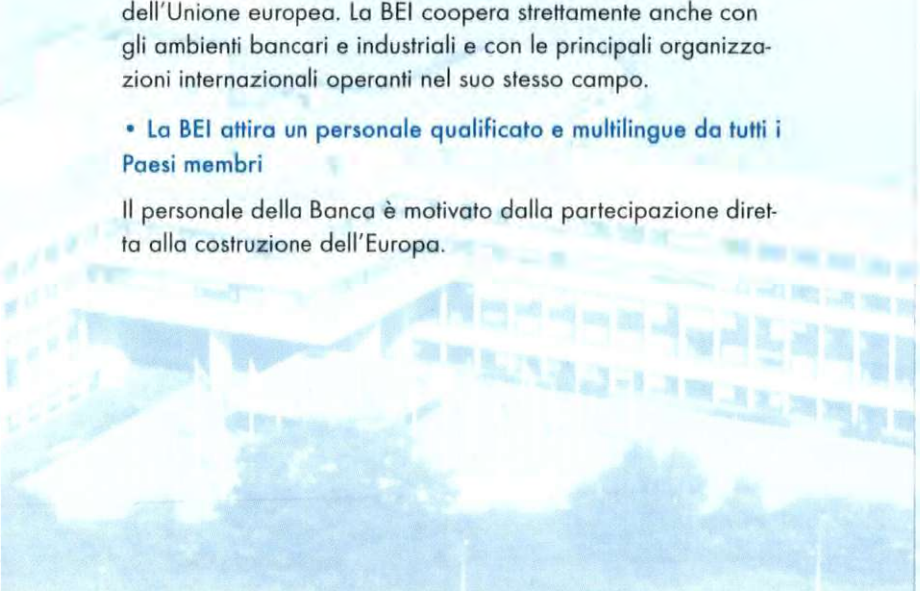 dell'Unione europea. La BEI coopera strettamente anche con
gli ambienti bancari e industriali e con le principali organizza-
zioni internazionali operanti nel suo stesso campo.
• La BEI attira un personale qualificato e multilingue da tutti i
Paesi membri
Il personale della Banca è motivato dalla partecipazione diret-
ta alla costruzione dell'Europa.